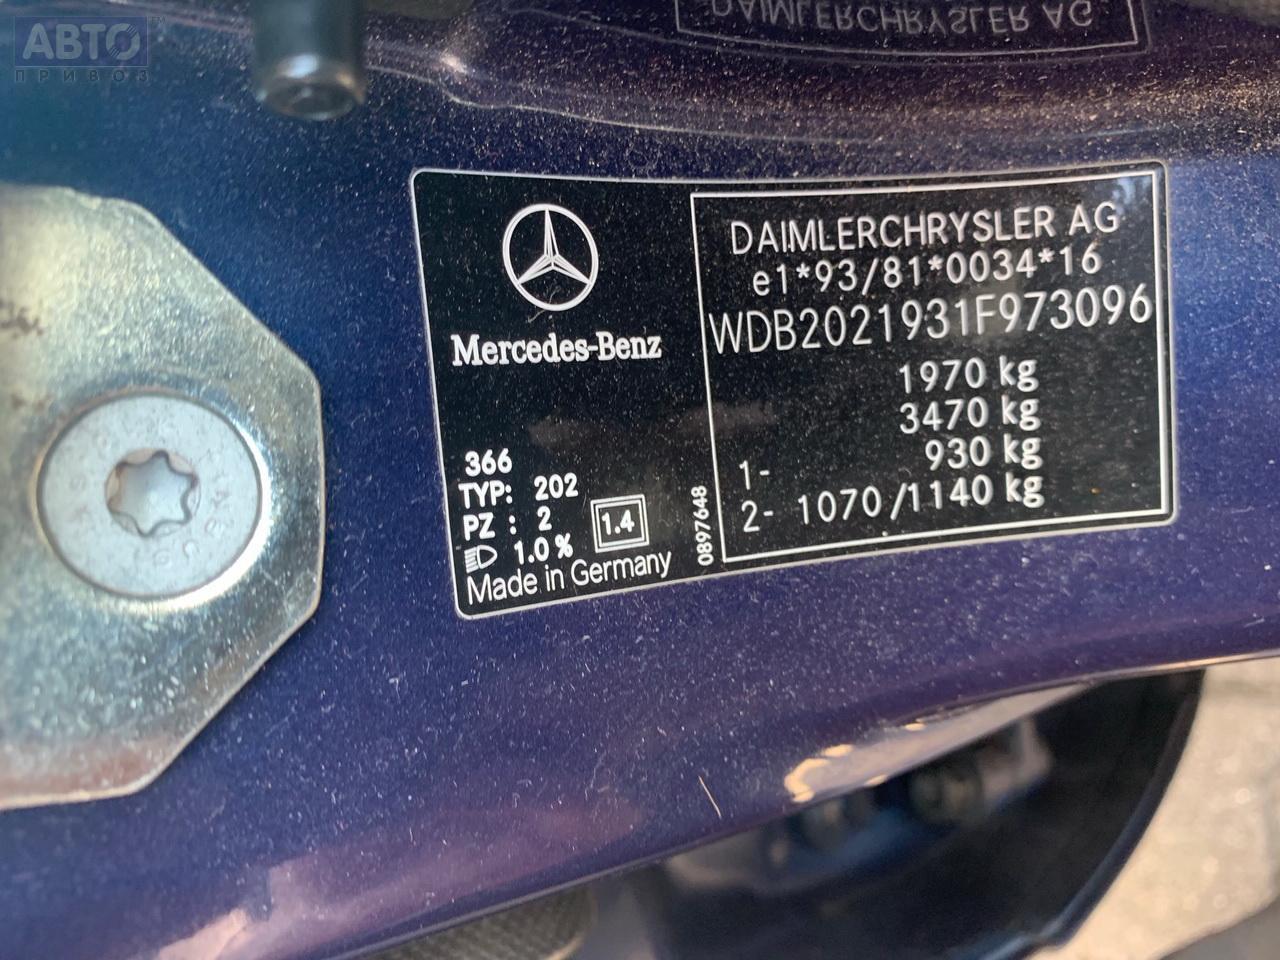 АВТО
ПРИВОЗ
DAIMLERCHRYSLER AG
DAIMLERCHRYSLER AG
e1*93/81*0034*16
WDB2021931F973096
1970 kg
3470 kg
1- 930 kg
2- 1070/1140 kg
Mercedes-Benz
366
TYP: 202
PZ : 2
1.0%
1.4
Made in Germany
0897648